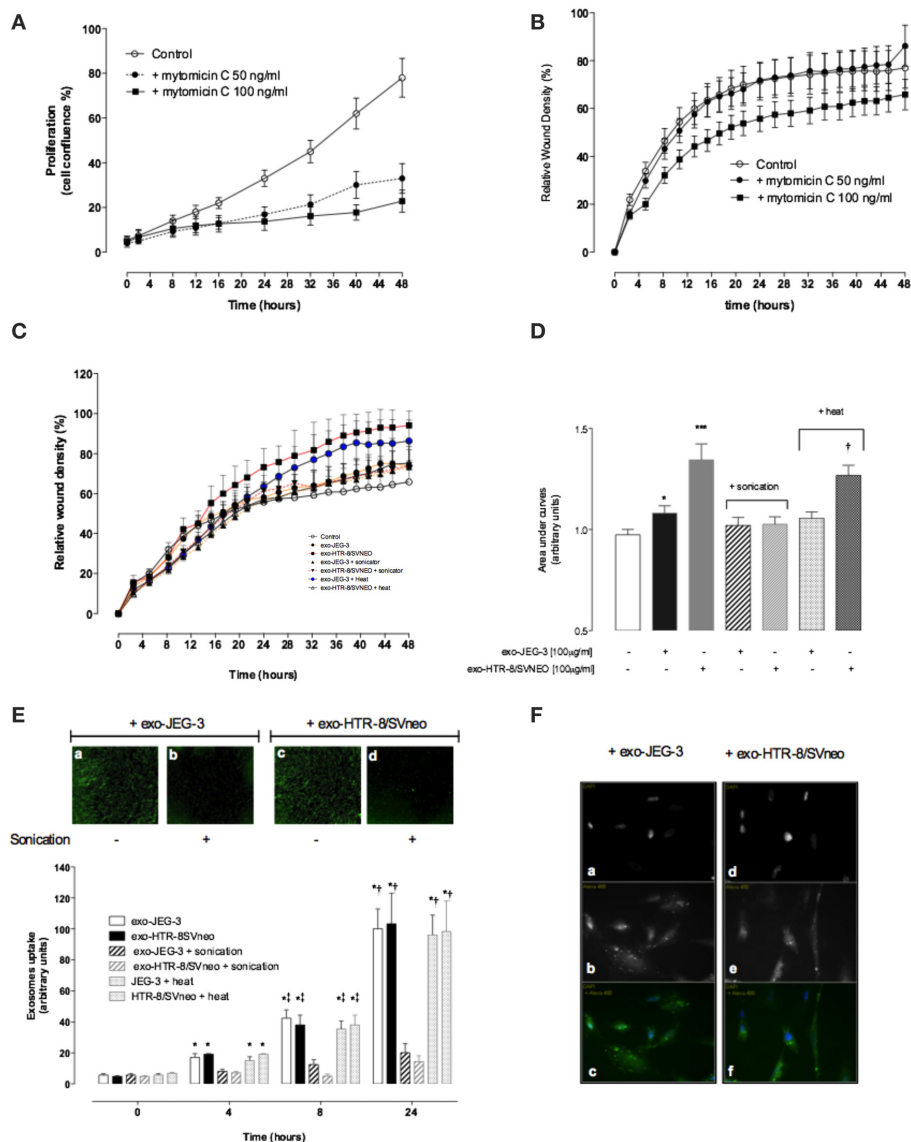 A
Control
+ mytomicin C 50 ng/ml
+ mytomicin C 100 ng/ml
Proliferation
(cell confluence %)
100
80
60
40
20
0
0 4 8 12 16 20 24 28 32 36 40 44 48
Time (hours)
B
Relative Wound Density (%)
100
80
60
40
20
0
Control
+ mytomicin C 50 ng/ml
+ mytomicin C 100 ng/ml
0 4 8 12 16 20 24 28 32 36 40 44 48
time (hours)
C
Relative wound density (%)
120
100
80
60
40
20
0
Control
exo-JEG-3
exo-HTR-8/SVNEO
exo-JEG-3 + sonicator
exo-HTR-8/SVNEO + sonicator
exo-JEG-3 + Heat
exo-HTR-8/SVNEO + heat
0 4 8 12 16 20 24 28 32 36 40 44 48
Time (hours)
D
Area under curves
(arbitrary units)
1.5
1.0
0.5
*
***
+ sonication
+ heat
†
exo-JEG-3 [100µg/ml] - + - + - + -
exo-HTR-8/SVNEO [100µg/ml] - - + - + - +
E
+ exo-JEG-3
+ exo-HTR-8/SVneo
a b c d
Sonication - + - +
Exosomes uptake
(arbitrary units)
140
120
100
80
60
40
20
0
exo-JEG-3
exo-HTR-8SVneo
exo-JEG-3 + sonication
exo-HTR-8/SVneo + sonication
JEG-3 + heat
HTR-8/SVneo + heat
* * * *
*‡ *‡ *‡ *‡
*† *† *† *†
0 4 8 24
Time (hours)
F
+ exo-JEG-3
+ exo-HTR-8/SVneo
DAPI
DAPI
a
d
Alexa 400
Alexa 400
b
e
+ Alexa 400
+ Alexa 400
c
f